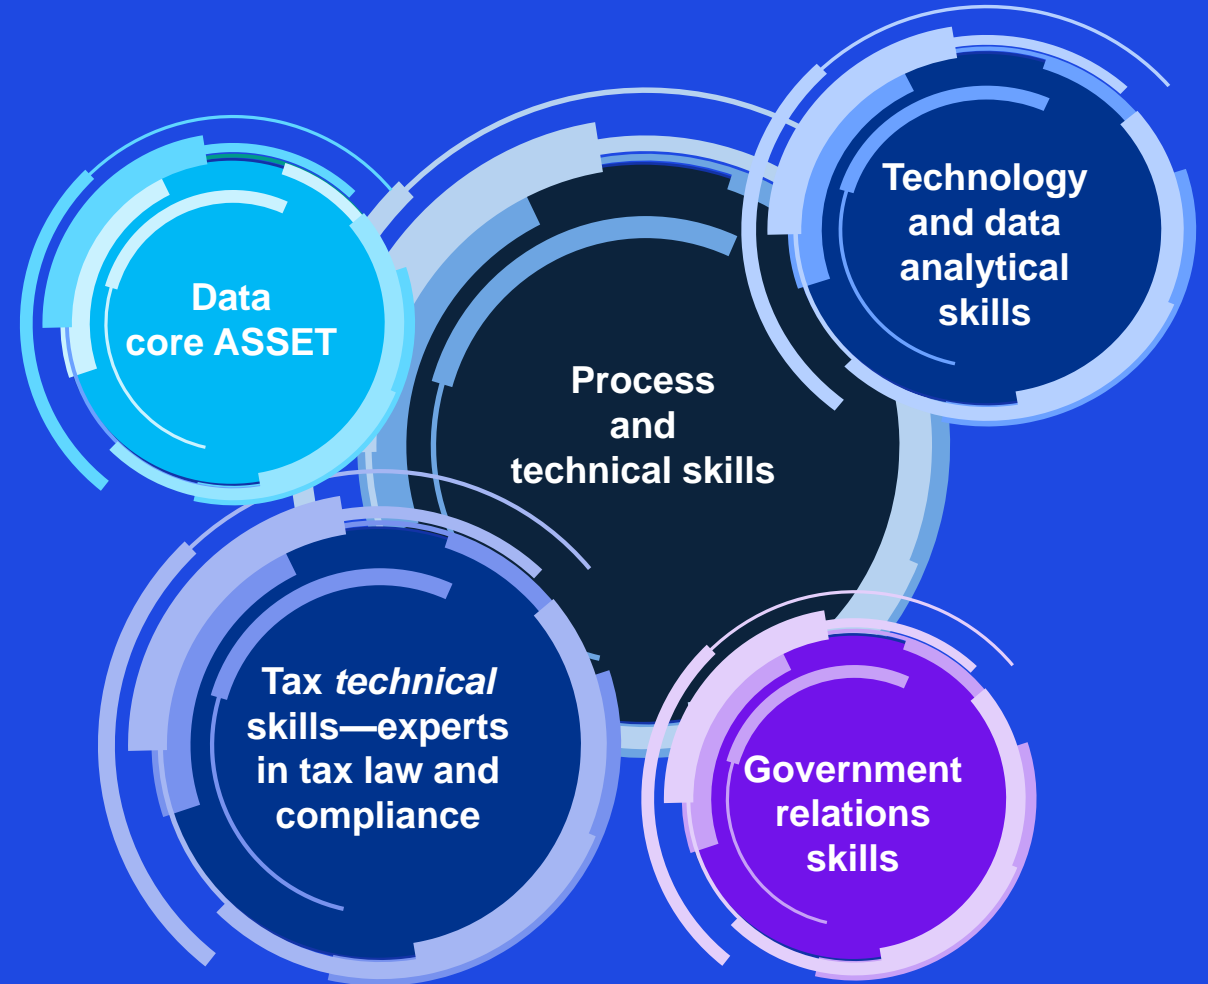 Technology
and data
analytical
skills
Data
core ASSET
Process
and
technical skills
Tax technical
skills—experts
in tax law and
compliance
Government
relations
skills